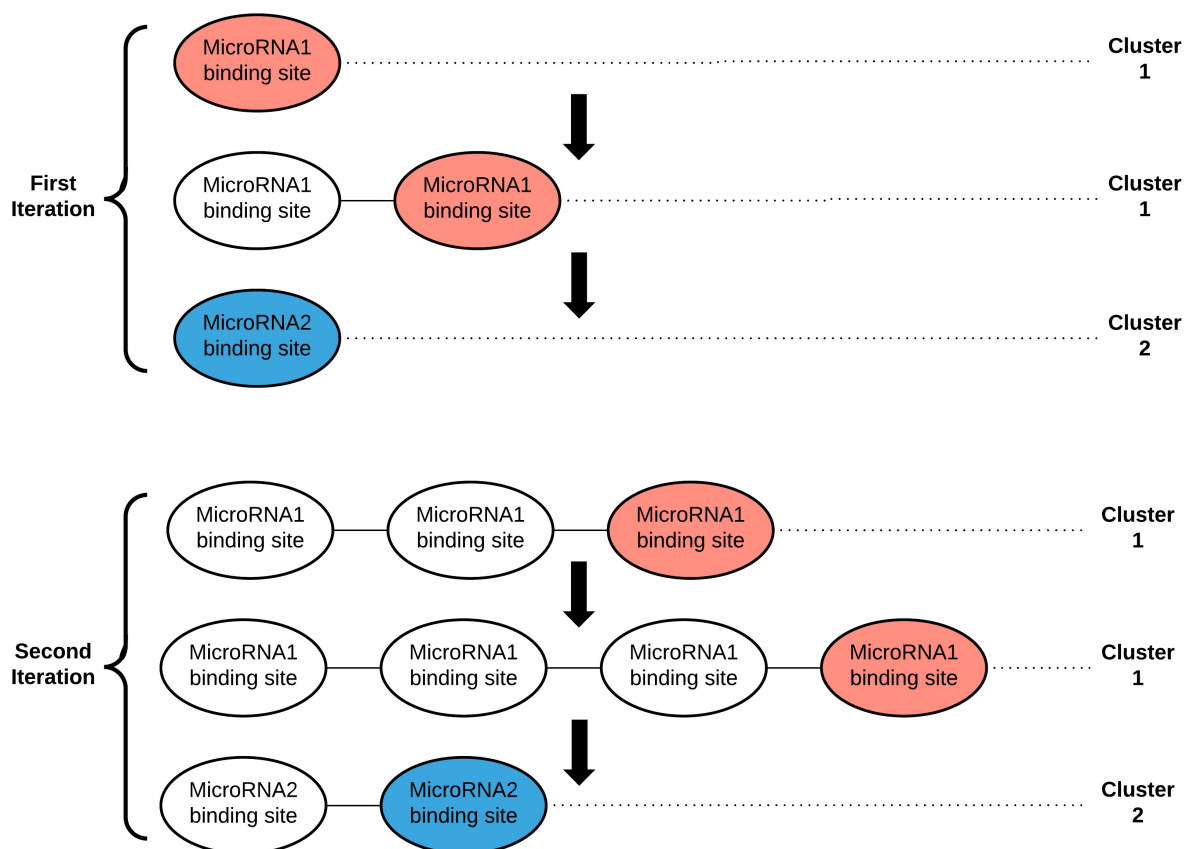 MicroRNA1
binding site
Cluster
1
First
Iteration
MicroRNA1
binding site
MicroRNA1
binding site
Cluster
1
MicroRNA2
binding site
Cluster
2
MicroRNA1
binding site
MicroRNA1
binding site
MicroRNA1
binding site
Cluster
1
Second
Iteration
MicroRNA1
binding site
MicroRNA1
binding site
MicroRNA1
binding site
MicroRNA1
binding site
Cluster
1
MicroRNA2
binding site
MicroRNA2
binding site
Cluster
2